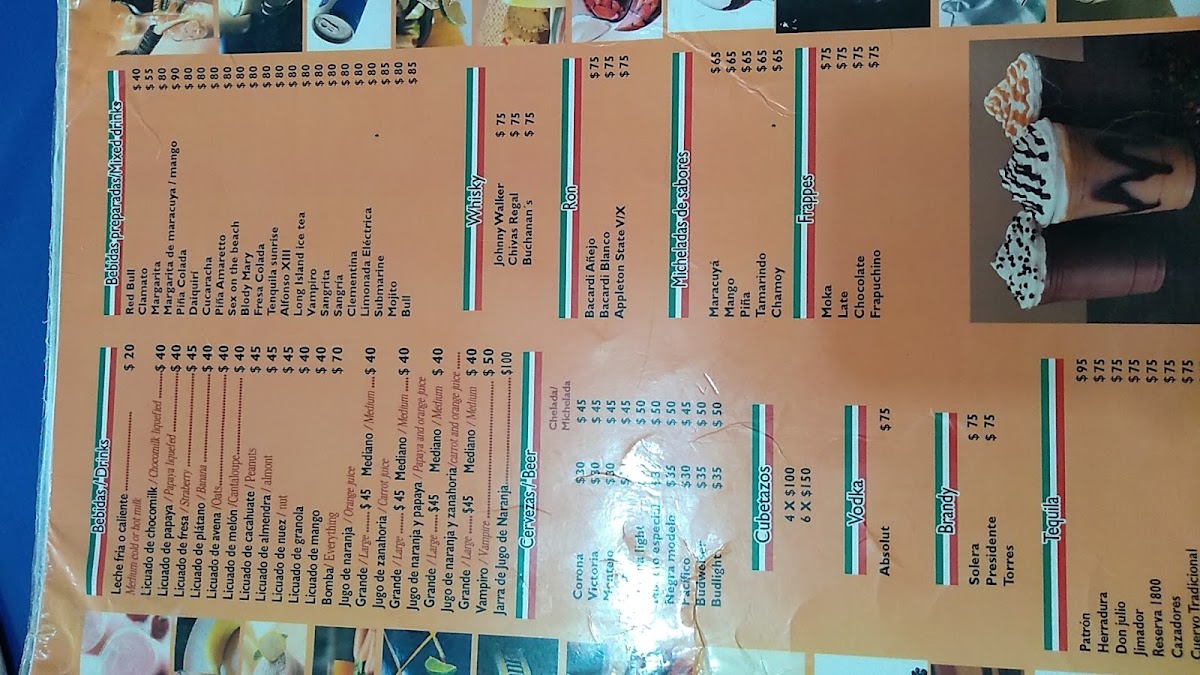 Bebidas / Drinks
Leche fría o caliente ............ $ 20
Medium cold or hot milk
Licuado de chocomilk / Chocumilk liquefied ....$ 40
Licuado de papaya / Papaya liquefied ........ $ 40
Licuado de fresa / Straberry ............ $ 45
Licuado de plátano / Banana ............ $ 40
Licuado de avena /Oats ............ $ 40
Licuado de melón /Cantaloupe............ $ 40
Licuado de cacahuate / Peanuts $ 45
Licuado de almendra / almont $ 45
Licuado de nuez / nut $ 45
Licuado de granola $ 40
Licuado de mango $ 40
Bomba/ Everything $ 70
Jugo de naranja / Orange juice
Grande / Large ........ $ 45 Mediano / Medium .... $ 40
Jugo de zanahoria / Carrot juice
Grande / Large ........ $ 45 Mediano / Medium .... $ 40
Jugo de naranja y papaya / Papaya and orange juice
Grande / Large ........ $45 Mediano / Medium $ 40
Jugo de naranja y zanahoria /carrot and orange juice .....
Grande / Large ........ $45 Mediano / Medium $ 40
Vampiro / Vampire ............ $ 50
Jarra de Jugo de Naranja............ $100
Cervezas / Beer
Chelada/
Michelada
Corona $30 $ 45
Victoria $30 $ 45
Montejo $30 $ 45
light $ 45
especial $ 50
Negra modelo $35 $ 50
Pacifico $30 $ 45
Budweiser $35 $ 50
Budlight $35 $ 50
Cubetazos
4 X $100
6 X $150
Vodka
Absolut $ 75
Brandy
Solera $ 75
Presidente $ 75
Torres
Tequila
Patrón $95
Herradura $ 75
Don julio $ 75
Jimador $ 75
Reserva 1800 $ 75
Cazadores $ 75
Cuervo Tradicional $ 75
Bebidas preparadas/Mixed drinks
Red Bull $ 40
Clamato $ 55
Margarita $ 80
Margarita de maracuya / mango $ 90
Piña Colada $ 80
Daiquirí $ 80
Cucaracha $ 80
Piña Amaretto $ 80
Sex on the beach $ 80
Blody Mary $ 80
Fresa Colada $ 80
Tenquila sunrise $ 80
Alfonso XIII $ 80
Long Island ice tea $ 80
Vampiro $ 80
Sangrita $ 80
Sangria $ 80
Clementina $ 80
Limonada Eléctrica $ 80
Submarine $ 85
Mojito $ 80
Bull $ 85
Whisky
Johnny Walker $ 75
Chivas Regal $ 75
Buchanan´s $ 75
Ron
Bacardi Añejo $ 75
Bacardi Blanco $ 75
Appleton State V/X $ 75
Micheladas de sabores
Maracuyá $65
Mango $65
Piña $65
Tamarindo $65
Chamoy $65
Frappes
Moka $ 75
Late $ 75
Chocolate $ 75
Frapuchino $ 75